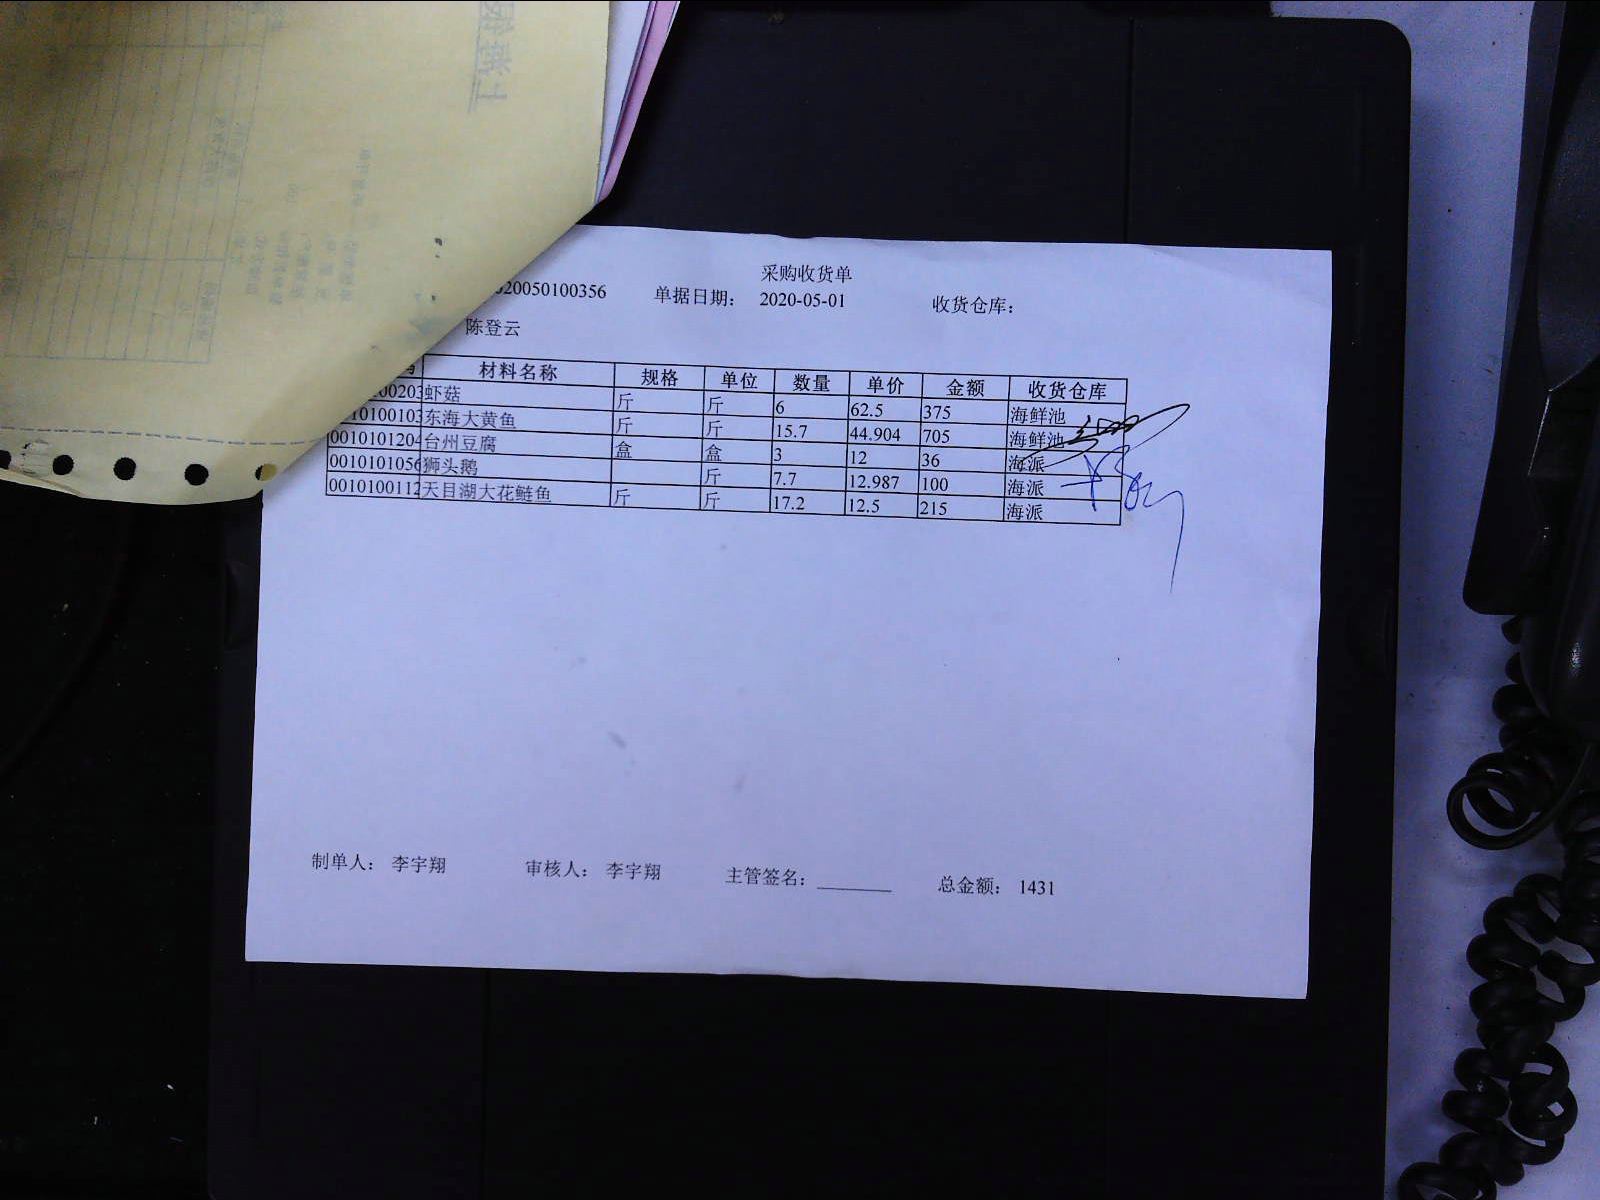 采购收货单
20050100356 单据日期： 2020-05-01 收货仓库：
陈登云
材料名称 规格 单位 数量 单价 金额 收货仓库
00203 虾菇 斤 斤 6 62.5 375 海鲜池
10100103 东海大黄鱼 斤 斤 15.7 44.904 705 海鲜池
0010101204 台州豆腐 盒 盒 3 12 36 海派
0010101056 狮头鹅 斤 7.7 12.987 100 海派
0010100112 天目湖大花鲢鱼 斤 斤 17.2 12.5 215 海派
制单人： 李宇翔 审核人： 李宇翔 主管签名： 总金额： 1431